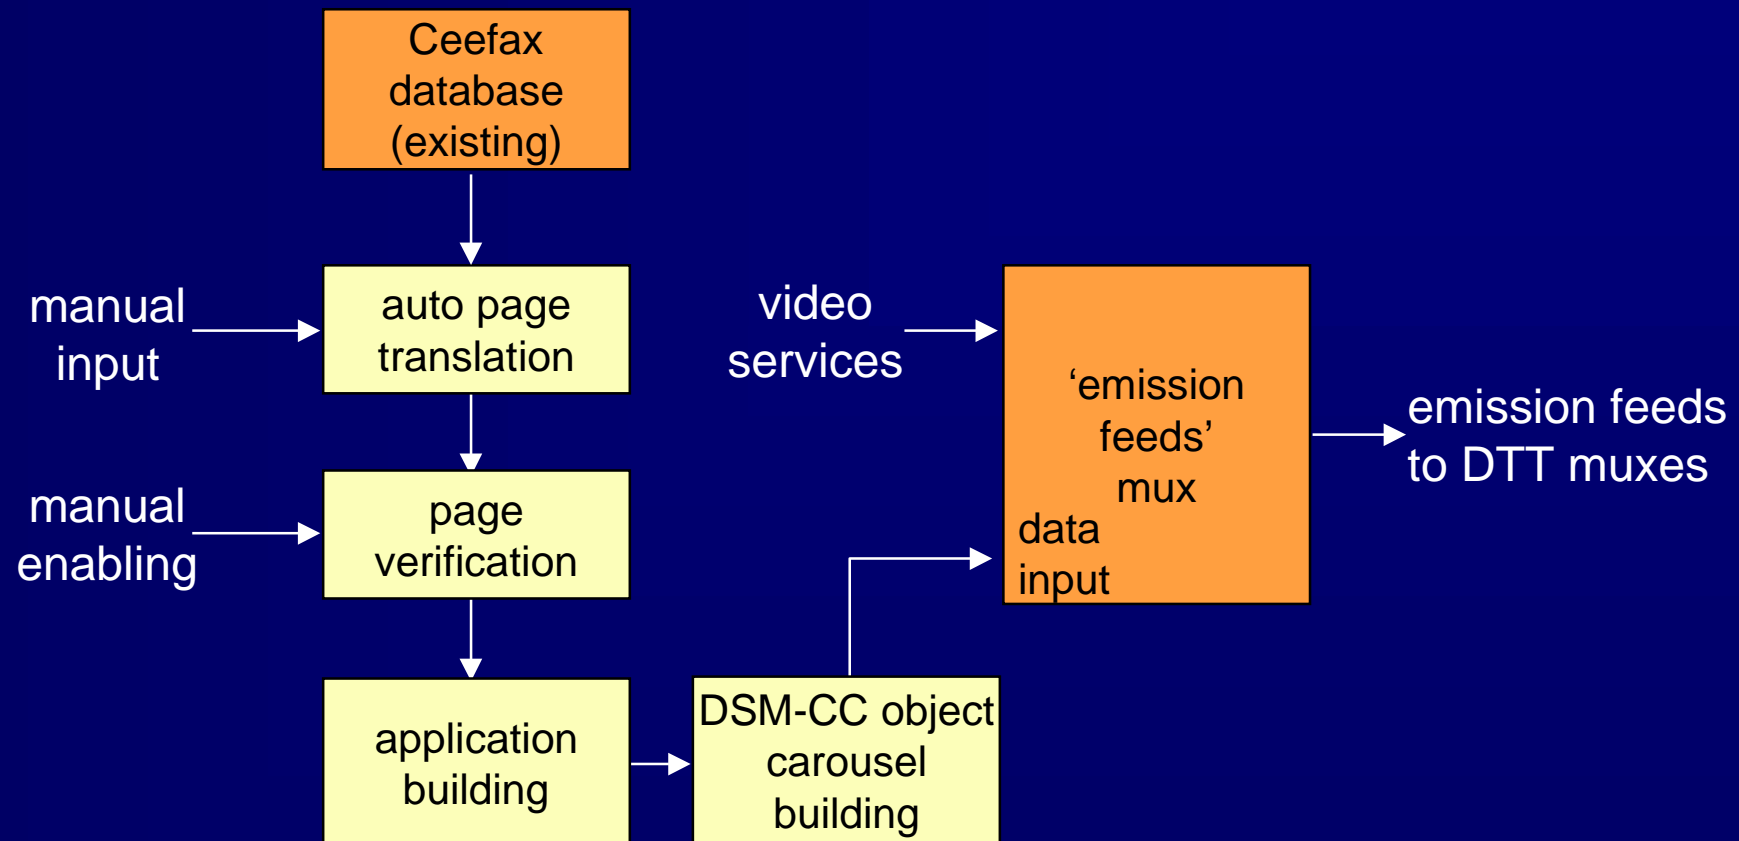 Ceefax
database
(existing)
manual
input
auto page
translation
manual
enabling
page
verification
application
building
DSM-CC object
carousel
building
video
services
‘emission
feeds’
mux
data
input
emission feeds
to DTT muxes